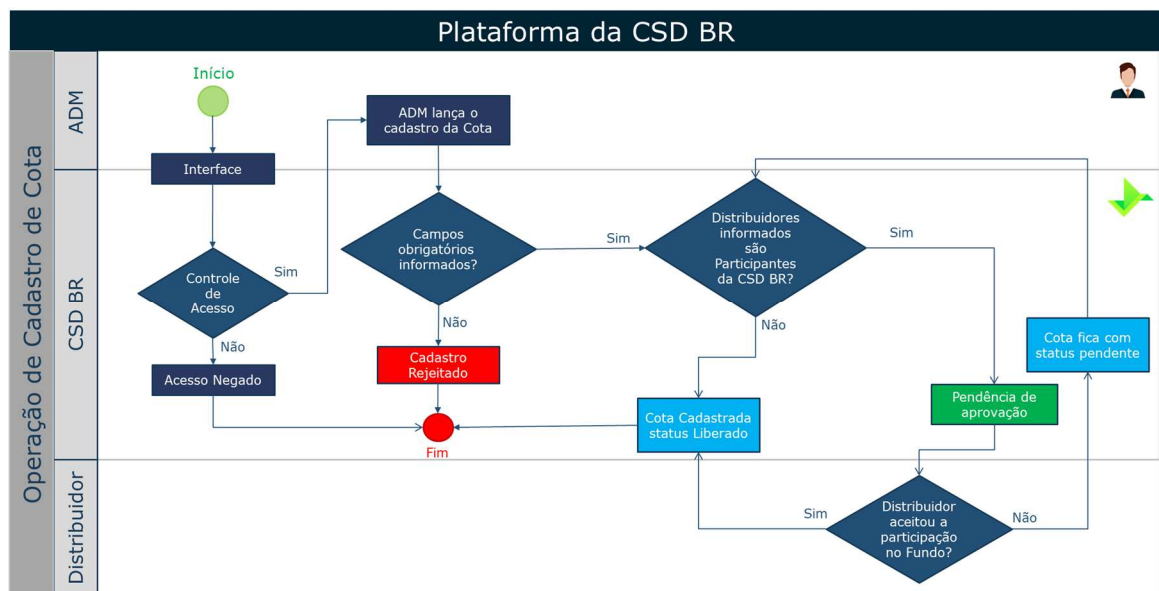 Plataforma da CSD BR
Operação de Cadastro de Cota
ADM
Início
ADM lança o
cadastro da Cota
Interface
CSD BR
Controle
de
Acesso
Sim
Não
Acesso Negado
Campos
obrigatórios
informados?
Sim
Não
Cadastro
Rejeitado
Fim
Distribuidores
informados
são
Participantes
da CSD BR?
Sim
Não
Cota Cadastrada
status Liberado
Cota fica com
status pendente
Pendência de
aprovação
Distribuidor
Sim
Distribuidor
aceitou a
participação
no Fundo?
Não